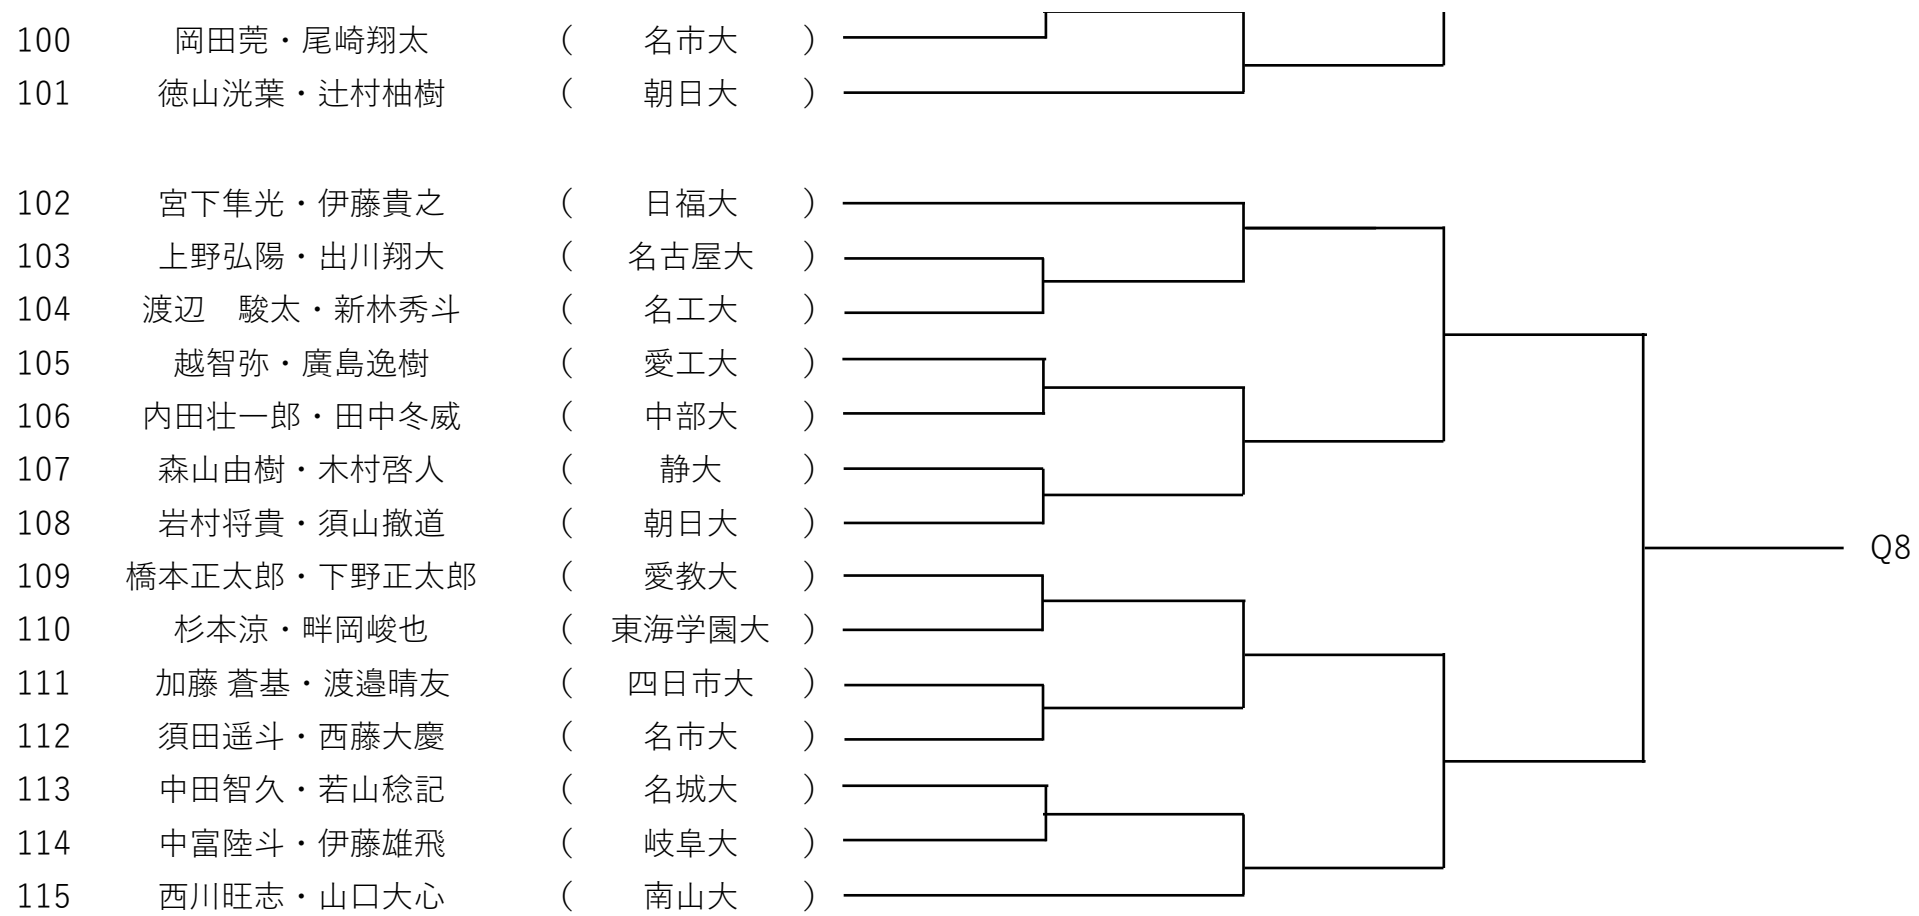 100 岡田莞・尾崎翔太 ( 名市大 )
101 徳山洸葉・辻村柚樹 ( 朝日大 )
102 宮下隼光・伊藤貴之 ( 日福大 )
103 上野弘陽・出川翔大 ( 名古屋大 )
104 渡辺　駿太・新林秀斗 ( 名工大 )
105 越智弥・廣島逸樹 ( 愛工大 )
106 内田壮一郎・田中冬威 ( 中部大 )
107 森山由樹・木村啓人 ( 静大 )
108 岩村将貴・須山撤道 ( 朝日大 )
Q8
109 橋本正太郎・下野正太郎 ( 愛教大 )
110 杉本涼・畔岡峻也 ( 東海学園大 )
111 加藤 蒼基・渡邉晴友 ( 四日市大 )
112 須田遥斗・西藤大慶 ( 名市大 )
113 中田智久・若山稔記 ( 名城大 )
114 中富陸斗・伊藤雄飛 ( 岐阜大 )
115 西川旺志・山口大心 ( 南山大 )